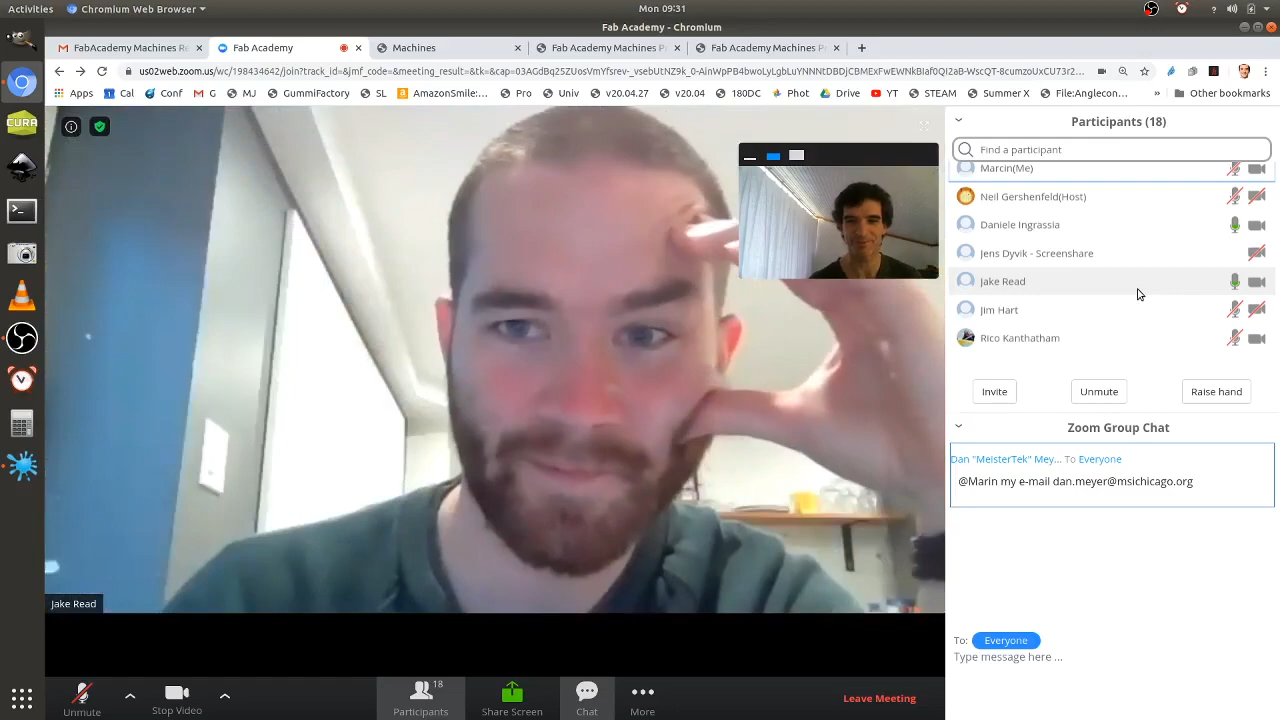 Activities Chromium Web Browser Mon 09:31
Fab Academy - Chromium
FabAcademy Machines Re Fab Academy Machines Fab Academy Machines P Fab Academy Machines P
Apps Cal Conf G MJ GummiFactory SL AmazonSmile:... Pro Univ v20.04.27 v20.04 180DC Phot Drive YT STEAM Summer X File:Anglecon... » Other bookmarks
Participants (18)
Find a participant
Marcin(Me)
Neil Gershenfeld(Host)
Daniele Ingrassia
Jens Dyvik - Screenshare
Jake Read
Jim Hart
Rico Kanthatham
Invite Unmute Raise hand
Zoom Group Chat
Dan "MeisterTek" Mey... To Everyone
@Marin my e-mail dan.meyer@msichicago.org
Jake Read
To: Everyone
Type message here ...
Unmute Stop Video 18 Participants Share Screen Chat More Leave Meeting
CURA